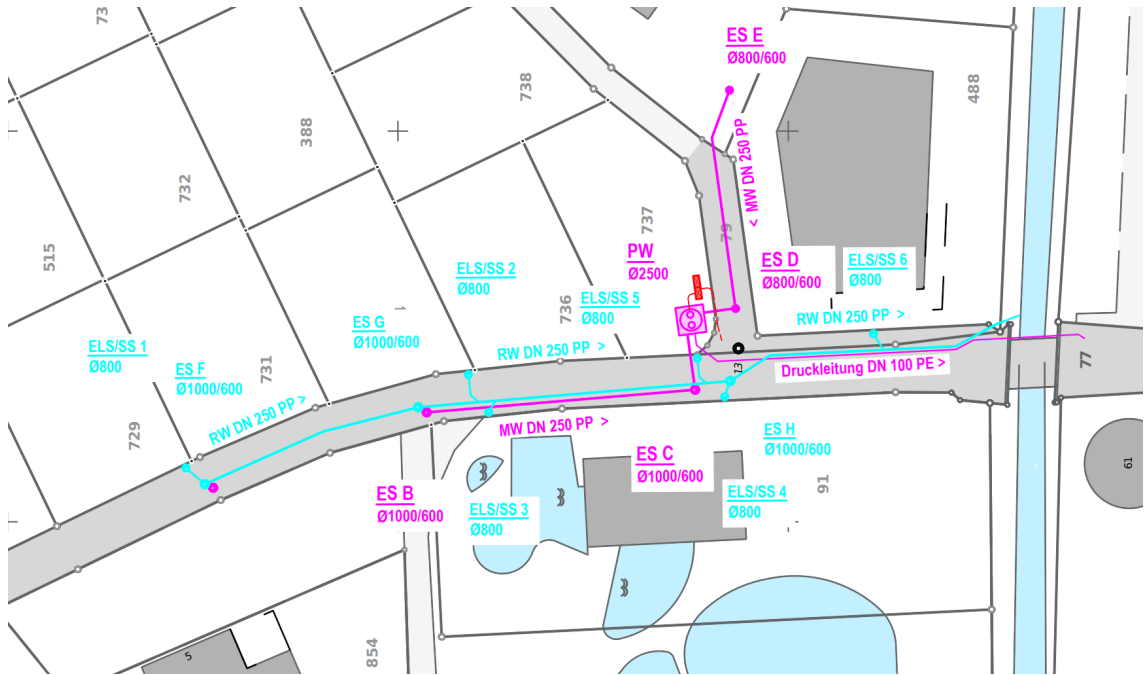 73
ES E
Ø800/600
738
488
388
732
< MW DN 250 PP
737
79
515
PW
Ø2500
ES D
Ø800/600
ELS/SS 6
Ø800
ELS/SS 2
Ø800
ELS/SS 5
Ø800
736
RW DN 250 PP >
ES G
Ø1000/600
ELS/SS 1
Ø800
ES F
Ø1000/600
731
RW DN 250 PP >
13
Druckleitung DN 100 PE >
77
RW DN 250 PP >
729
MW DN 250 PP >
ES H
Ø1000/600
ES C
Ø1000/600
61
91
ES B
Ø1000/600
ELS/SS 3
Ø800
ELS/SS 4
Ø800
5
854